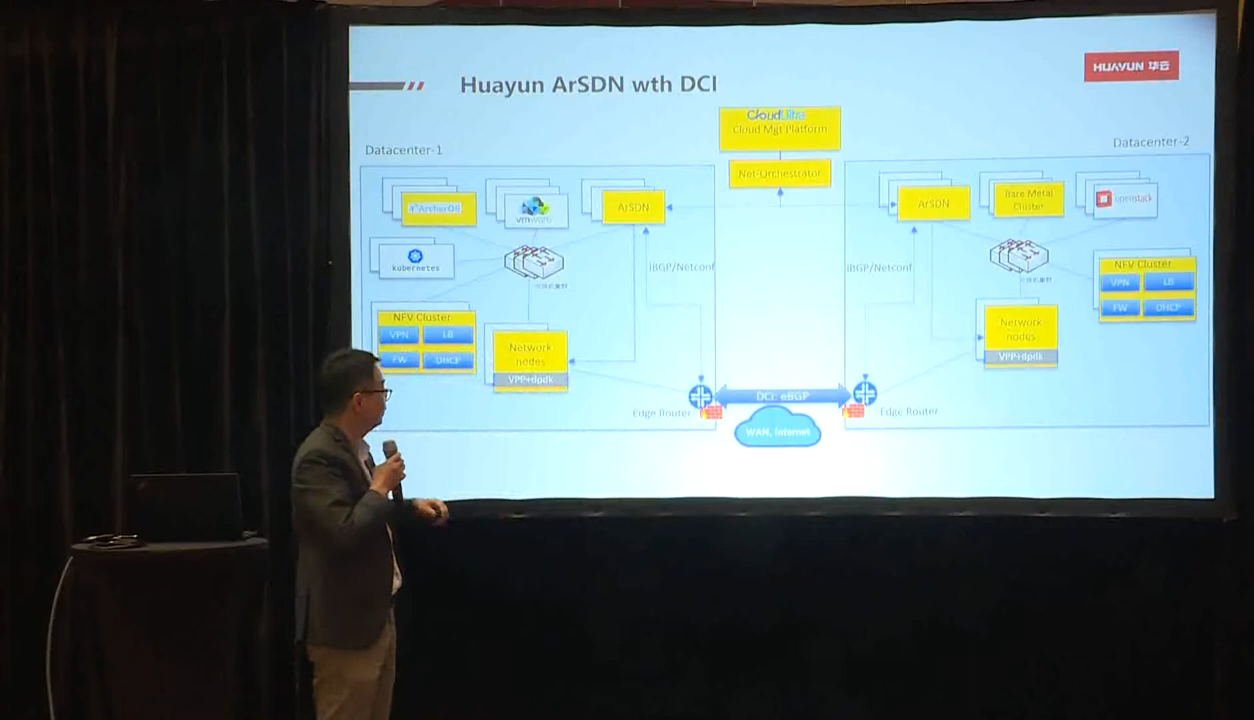 Huayun ArSDN wth DCI
HUAYUN 华云
CloudUltra
Cloud Mgt Platform
Net-Orchestrator
Datacenter-1
Datacenter-2
ArcherOS
vmware
ArSDN
kubernetes
IBGP/Netconf
NFV Cluster
VPN
LB
FW
DHCP
Network
nodes
VPP+dpdk
Edge Router
DCI: eBGP
WAN, Internet
ArSDN
Bare Metal
Cluster
openstack
IBGP/Netconf
NFV Cluster
VPN
LB
FW
DHCP
Network
nodes
VPP+dpdk
Edge Router